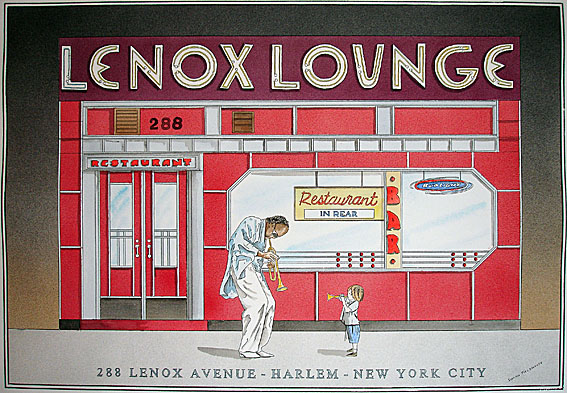 LENOX LOUNGE
288
RESTAURANT
Restaurant
IN REAR
BAR
288 LENOX AVENUE - HARLEM - NEW YORK CITY